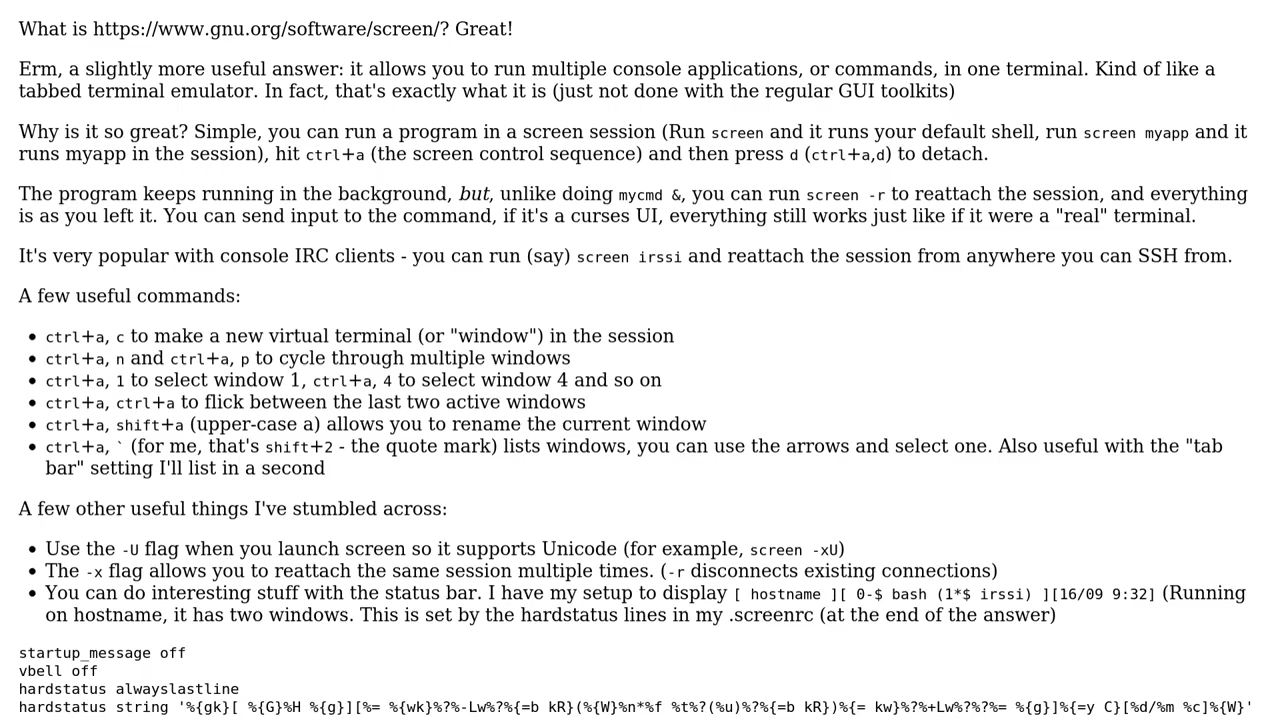 What is https://www.gnu.org/software/screen/? Great!
Erm, a slightly more useful answer: it allows you to run multiple console applications, or commands, in one terminal. Kind of like a
tabbed terminal emulator. In fact, that's exactly what it is (just not done with the regular GUI toolkits)
Why is it so great? Simple, you can run a program in a screen session (Run screen and it runs your default shell, run screen myapp and it
runs myapp in the session), hit ctrl+a (the screen control sequence) and then press d (ctrl+a,d) to detach.
The program keeps running in the background, but, unlike doing mycmd &, you can run screen -r to reattach the session, and everything
is as you left it. You can send input to the command, if it's a curses UI, everything still works just like if it were a "real" terminal.
It's very popular with console IRC clients - you can run (say) screen irssi and reattach the session from anywhere you can SSH from.
A few useful commands:
• ctrl+a, c to make a new virtual terminal (or "window") in the session
• ctrl+a, n and ctrl+a, p to cycle through multiple windows
• ctrl+a, 1 to select window 1, ctrl+a, 4 to select window 4 and so on
• ctrl+a, ctrl+a to flick between the last two active windows
• ctrl+a, shift+a (upper-case a) allows you to rename the current window
• ctrl+a, ` (for me, that's shift+2 - the quote mark) lists windows, you can use the arrows and select one. Also useful with the "tab
bar" setting I'll list in a second
A few other useful things I've stumbled across:
• Use the -U flag when you launch screen so it supports Unicode (for example, screen -xU)
• The -x flag allows you to reattach the same session multiple times. (-r disconnects existing connections)
• You can do interesting stuff with the status bar. I have my setup to display [ hostname ][ 0-$ bash (1*$ irssi) ][16/09 9:32] (Running
on hostname, it has two windows. This is set by the hardstatus lines in my .screenrc (at the end of the answer)
startup_message off
vbell off
hardstatus alwayslastline
hardstatus string '%{gk}[ %{G}%H %{g}][%= %{wk}%?%-Lw%?%{=b kR}(%{W}%n*%f %t%?(%u)%?%{=b kR})%{= kw}%?%+Lw%?%?%= %{g}]%{=y C}[%d/%m %c]%{W}'